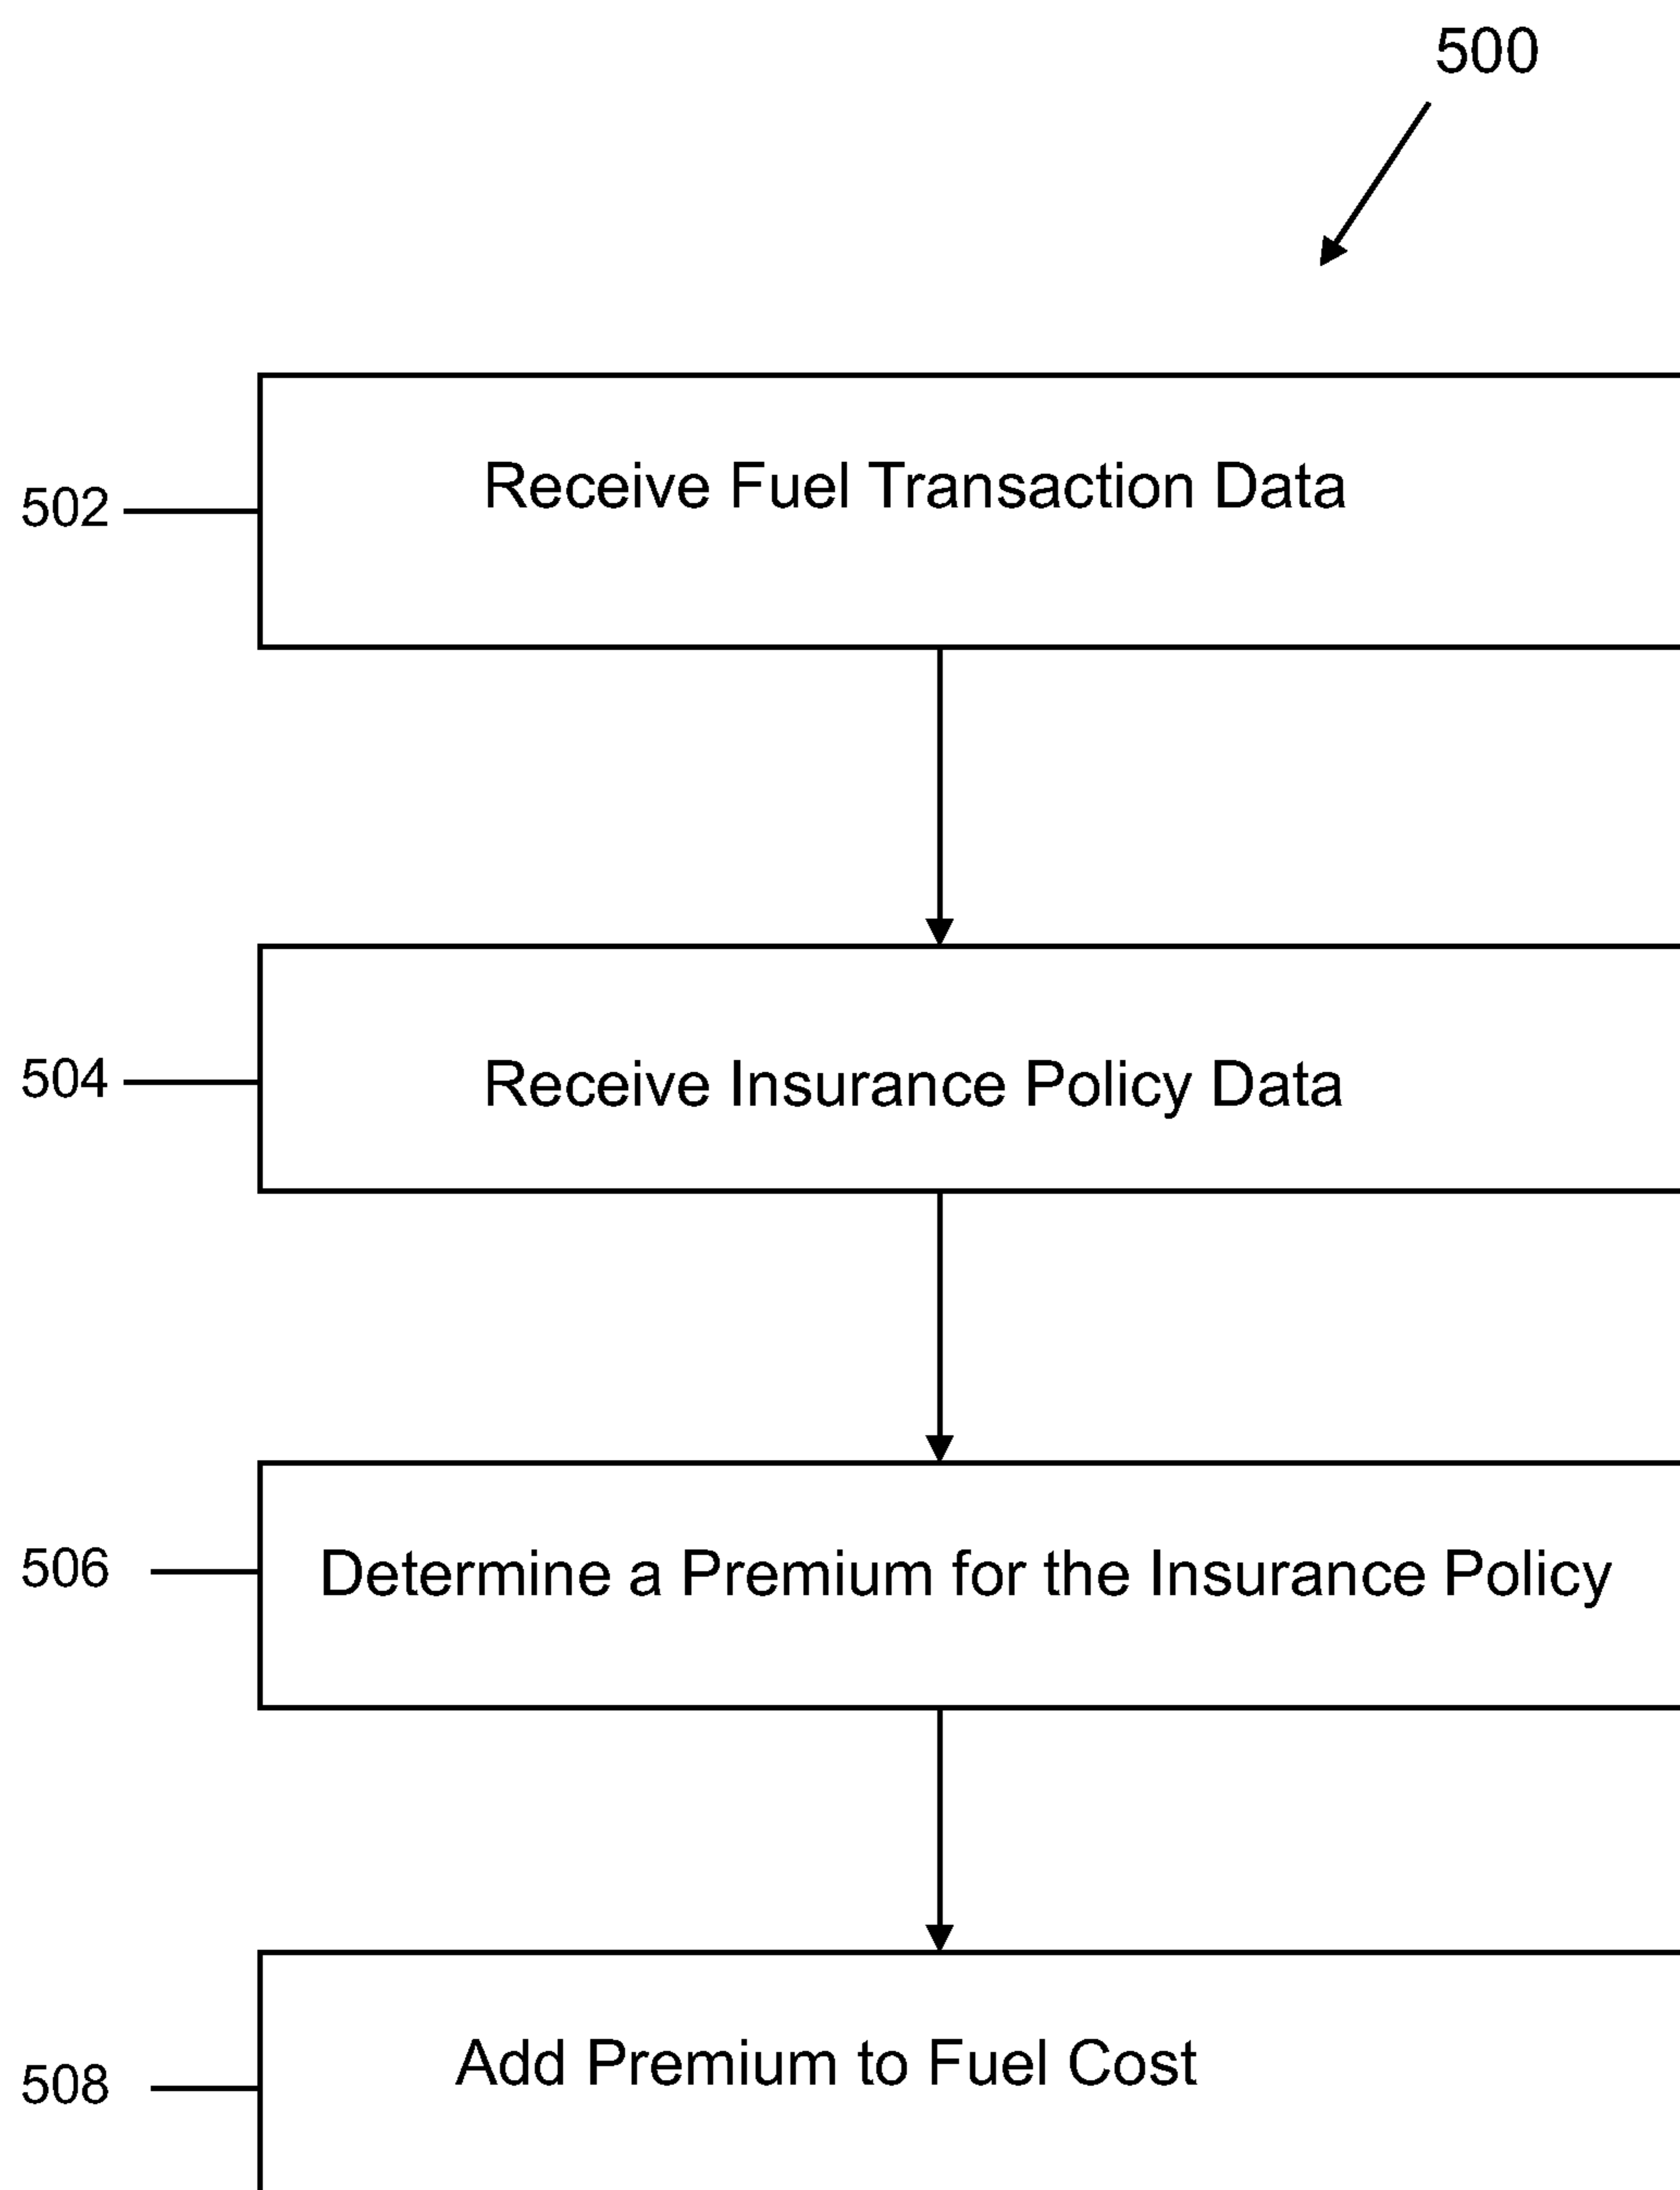 500
502
Receive Fuel Transaction Data
504
Receive Insurance Policy Data
506
Determine a Premium for the Insurance Policy
508
Add Premium to Fuel Cost